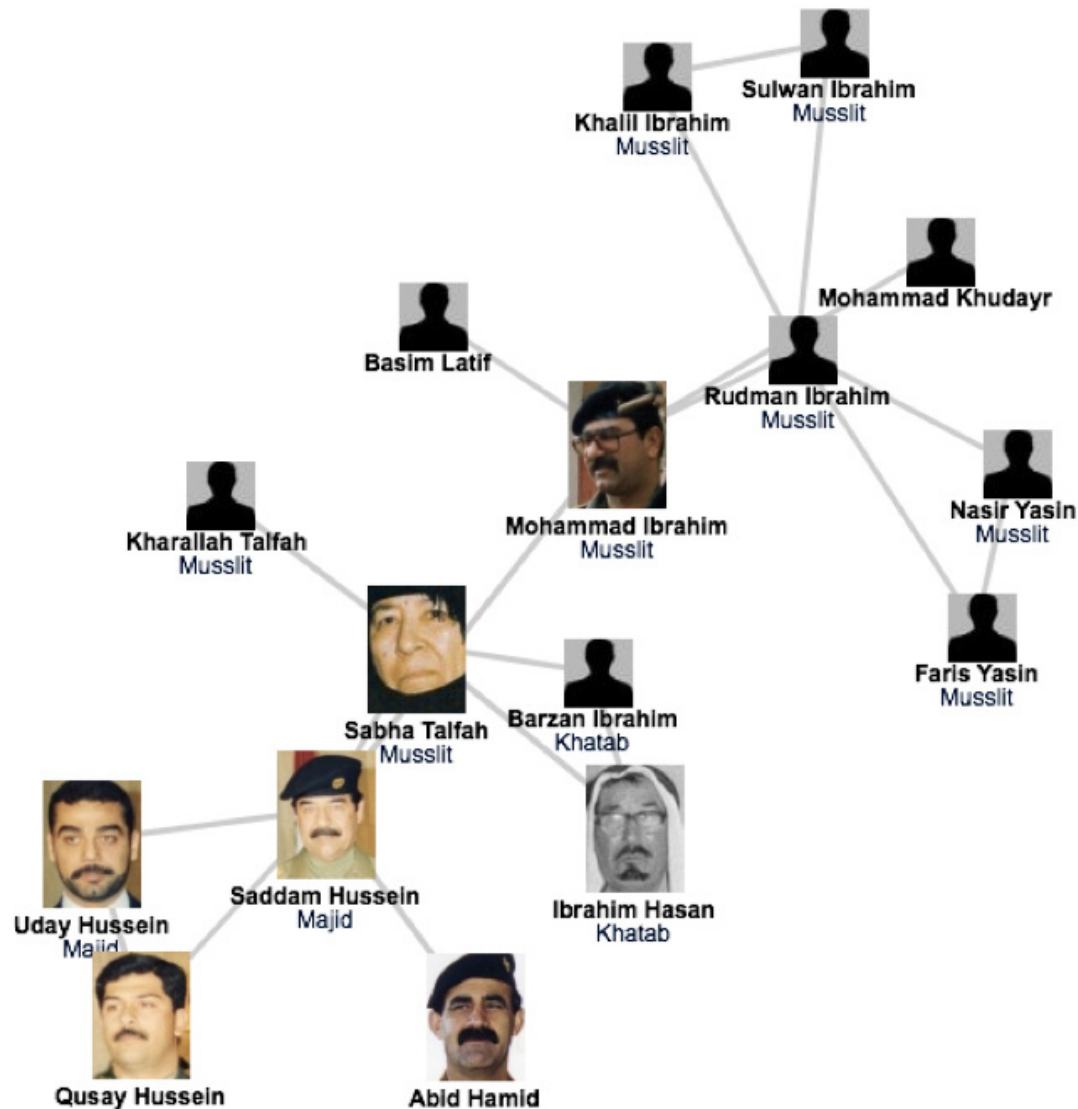 Sulwan Ibrahim
Musslit
Khalil Ibrahim
Musslit
Mohammad Khudayr
Basim Latif
Rudman Ibrahim
Musslit
Nasir Yasin
Musslit
Mohammad Ibrahim
Musslit
Kharallah Talfah
Musslit
Faris Yasin
Musslit
Barzan Ibrahim
Khatab
Sabha Talfah
Musslit
Saddam Hussein
Majid
Ibrahim Hasan
Khatab
Uday Hussein
Majid
Qusay Hussein
Abid Hamid